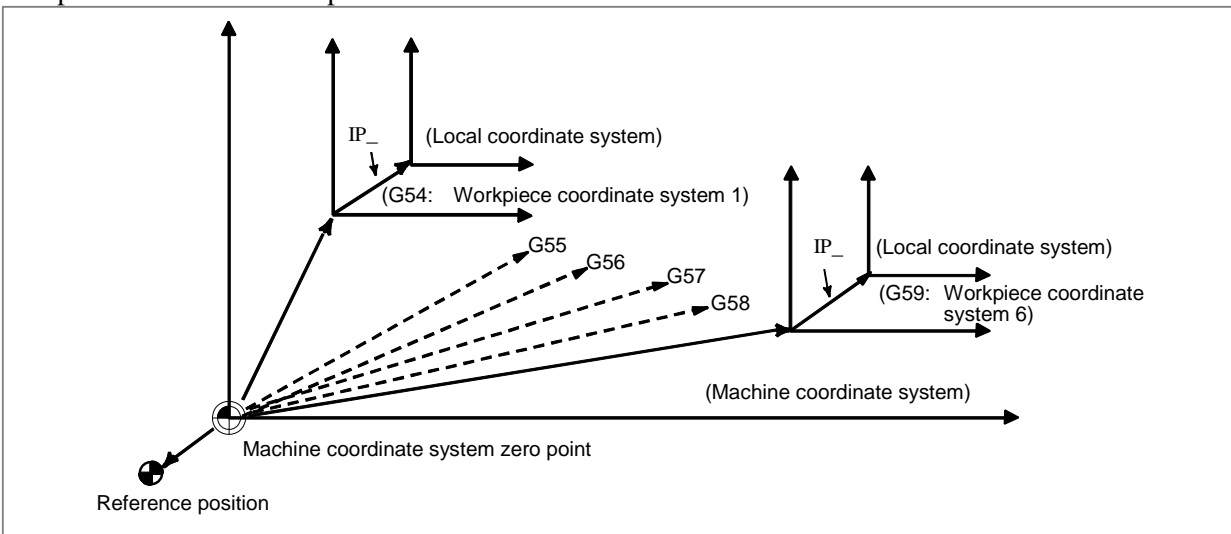 IP_
(Local coordinate system)
(G54: Workpiece coordinate system 1)
G55
G56
G57
G58
IP_
(Local coordinate system)
(G59: Workpiece coordinate
system 6)
(Machine coordinate system)
Machine coordinate system zero point
Reference position